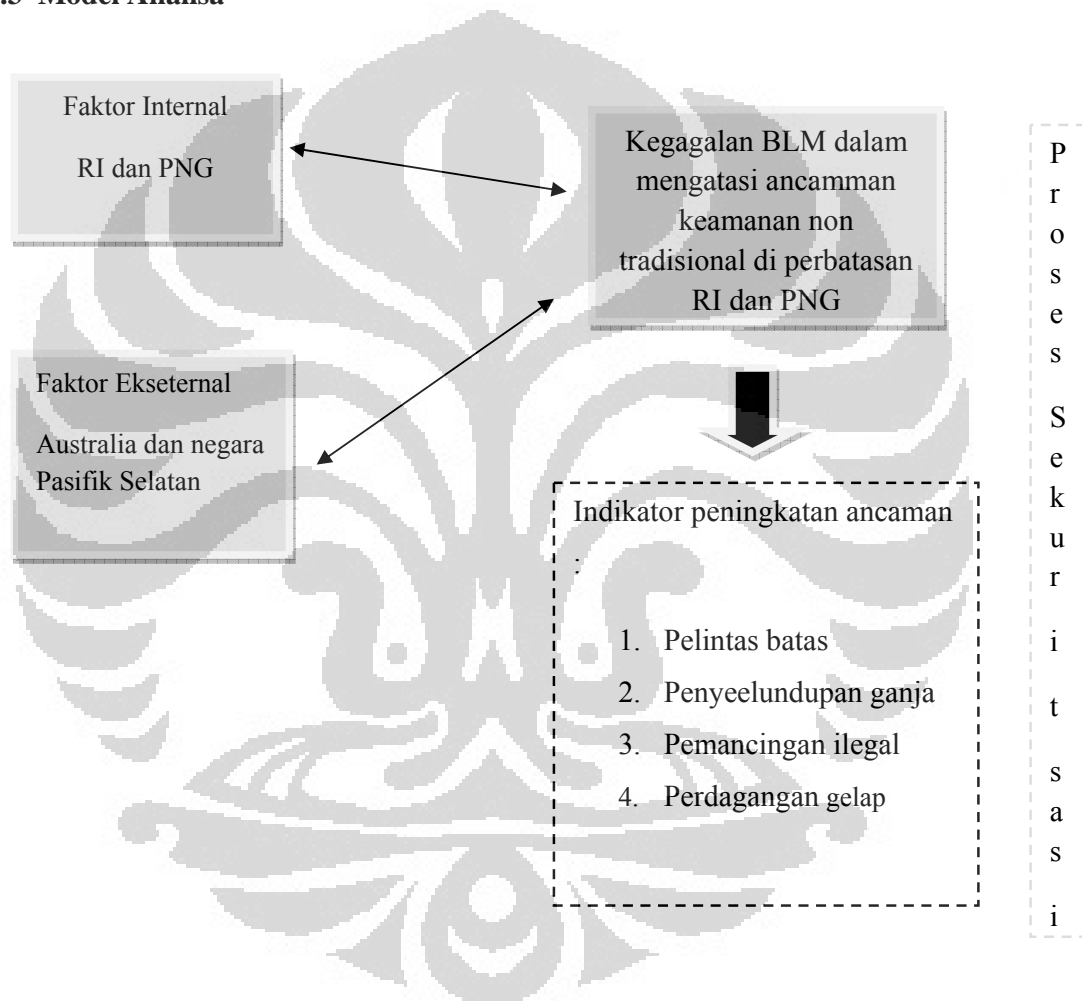 .5 Model Analisa
Faktor Internal
RI dan PNG
Kegagalan BLM dalam
mengatasi ancamman
keamanan non
tradisional di perbatasan
RI dan PNG
Faktor Ekseternal
Australia dan negara
Pasifik Selatan
Indikator peningkatan ancaman
:
1. Pelintas batas
2. Penyeelundupan ganja
3. Pemancingan ilegal
4. Perdagangan gelap
P
r
o
s
e
s
S
e
k
u
r
i
t
s
a
s
i